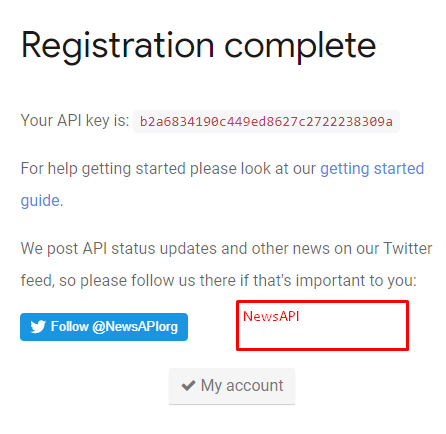 Registration complete
Your API key is: b2a6834190c449ed8627c2722238309a
For help getting started please look at our getting started
guide.
We post API status updates and other news on our Twitter
feed, so please follow us there if that's important to you:
Follow @NewsAPIorg
NewsAPI
My account